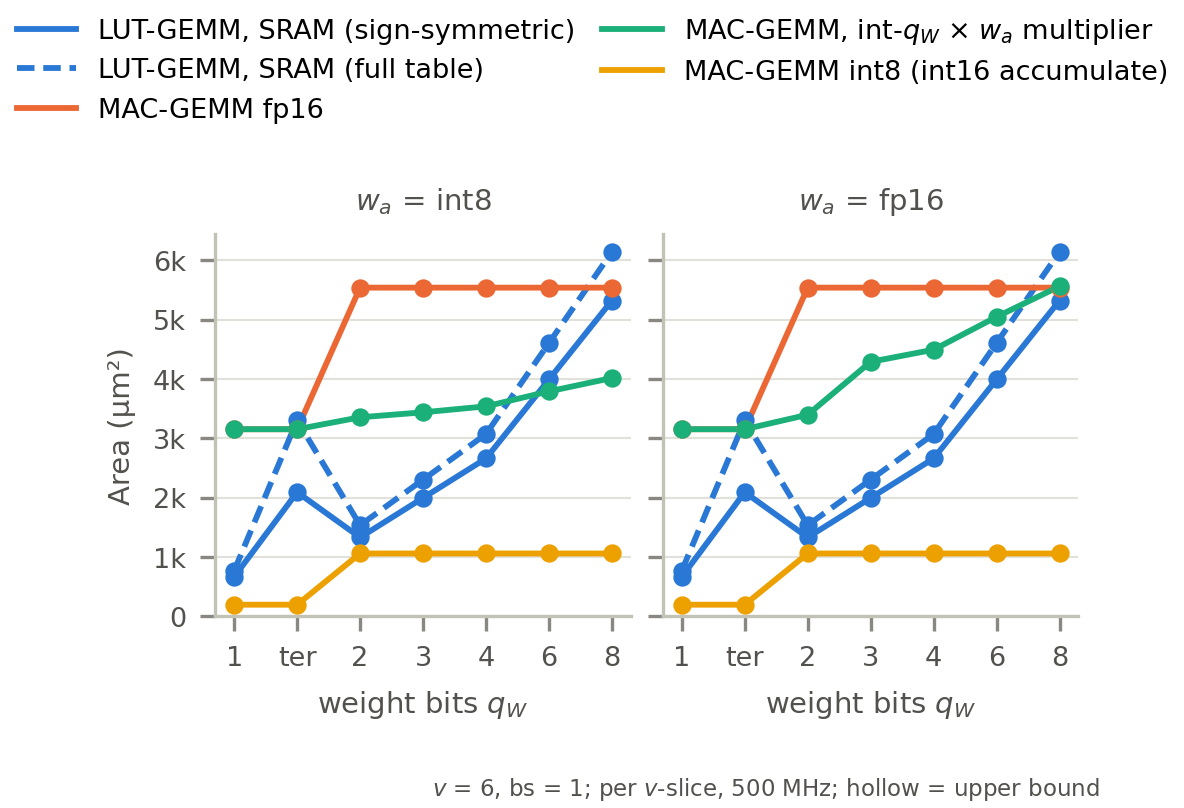 LUT-GEMM, SRAM (sign-symmetric)
LUT-GEMM, SRAM (full table)
MAC-GEMM fp16
MAC-GEMM, int-q_W × w_a multiplier
MAC-GEMM int8 (int16 accumulate)
w_a = int8
w_a = fp16
Area (µm²)
6k
5k
4k
3k
2k
1k
0
1 ter 2 3 4 6 8
1 ter 2 3 4 6 8
weight bits q_W
weight bits q_W
v = 6, bs = 1; per v-slice, 500 MHz; hollow = upper bound